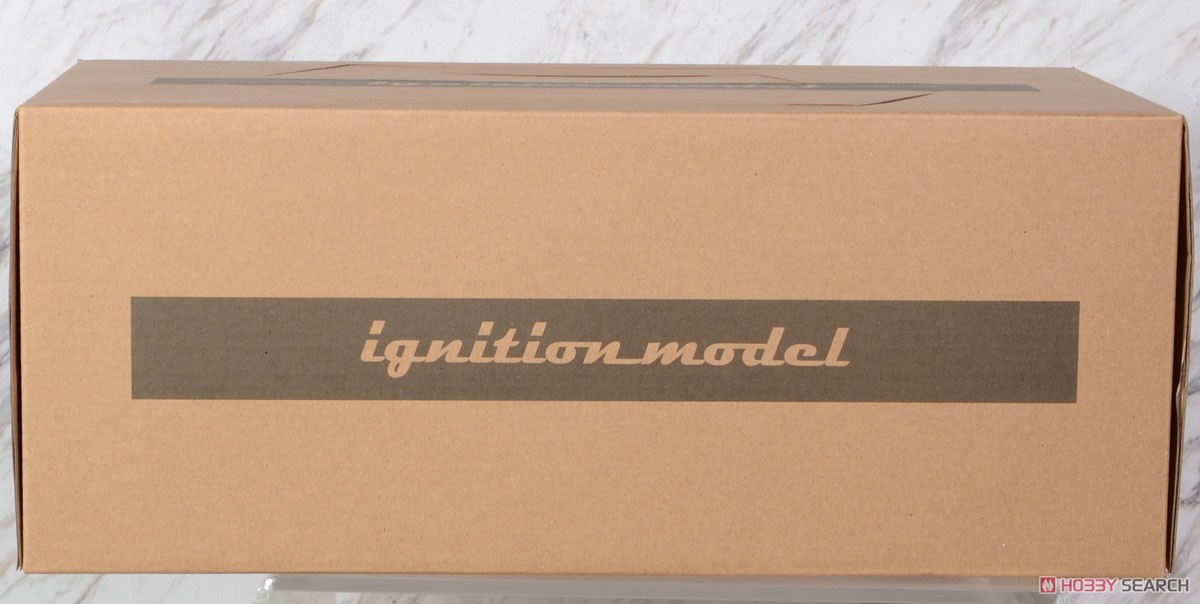 ignition model
HOBBY SEARCH